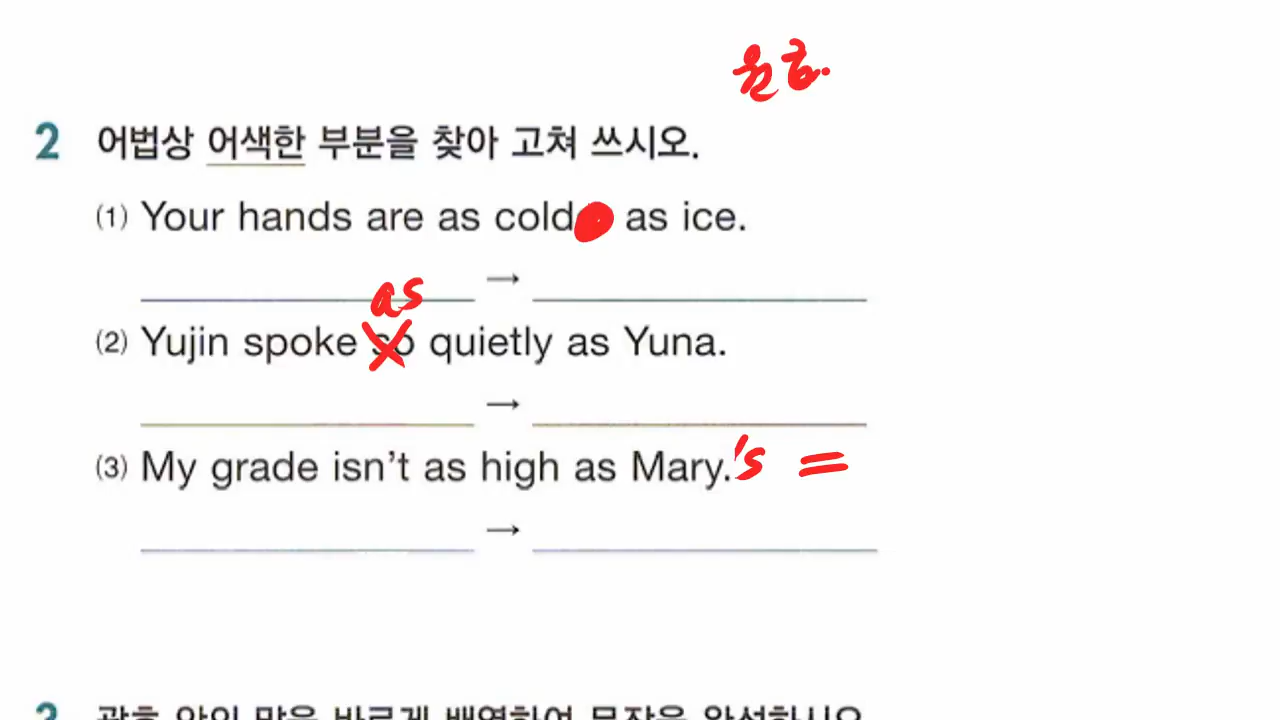 원급.
2 어법상 어색한 부분을 찾아 고쳐 쓰시오.
(1) Your hands are as cold as ice.
→
as
(2) Yujin spoke so quietly as Yuna.
→
(3) My grade isn't as high as Mary.'s =
→